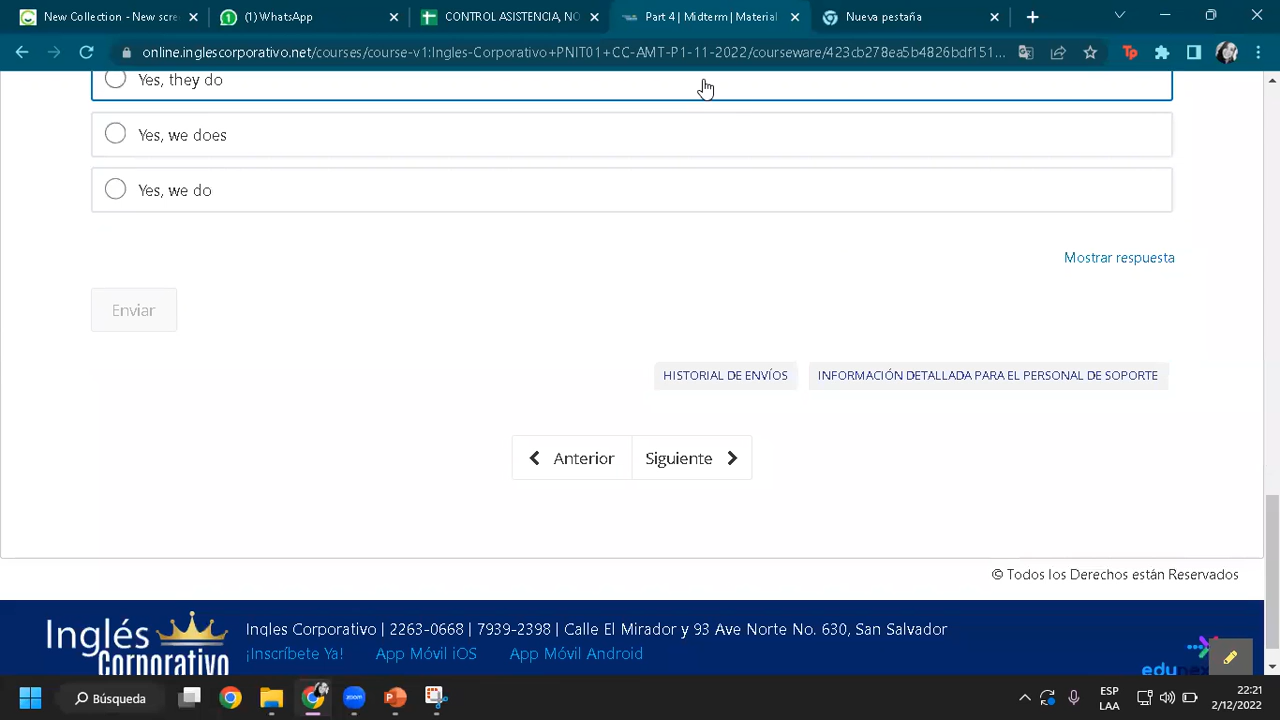 New Collection - New scre
(1) WhatsApp
CONTROL ASISTENCIA, NO
Part 4 | Midterm | Material
Nueva pestaña
online.inglescorporativo.net/courses/course-v1:Ingles-Corporativo+PNIT01+CC-AMT-P1-11-2022/courseware/423cb278ea5b4826bdf151...
Yes, they do
Yes, we does
Yes, we do
Mostrar respuesta
Enviar
HISTORIAL DE ENVÍOS
INFORMACIÓN DETALLADA PARA EL PERSONAL DE SOPORTE
Anterior
Siguiente
© Todos los Derechos están Reservados
Inglés Corporativo
Ingles Corporativo | 2263-0668 | 7939-2398 | Calle El Mirador y 93 Ave Norte No. 630, San Salvador
¡Inscríbete Ya! App Móvil iOS App Móvil Android
Búsqueda
zoom
ESP
LAA
22:21
2/12/2022